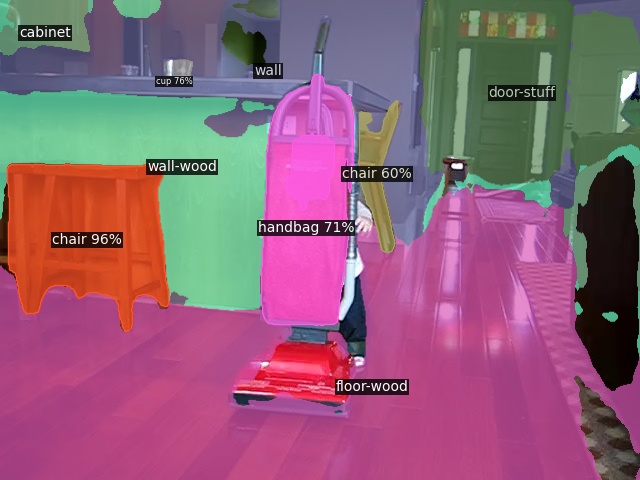 cabinet
wall
cup 76%
door-stuff
wall-wood
chair 60%
handbag 71%
chair 96%
floor-wood